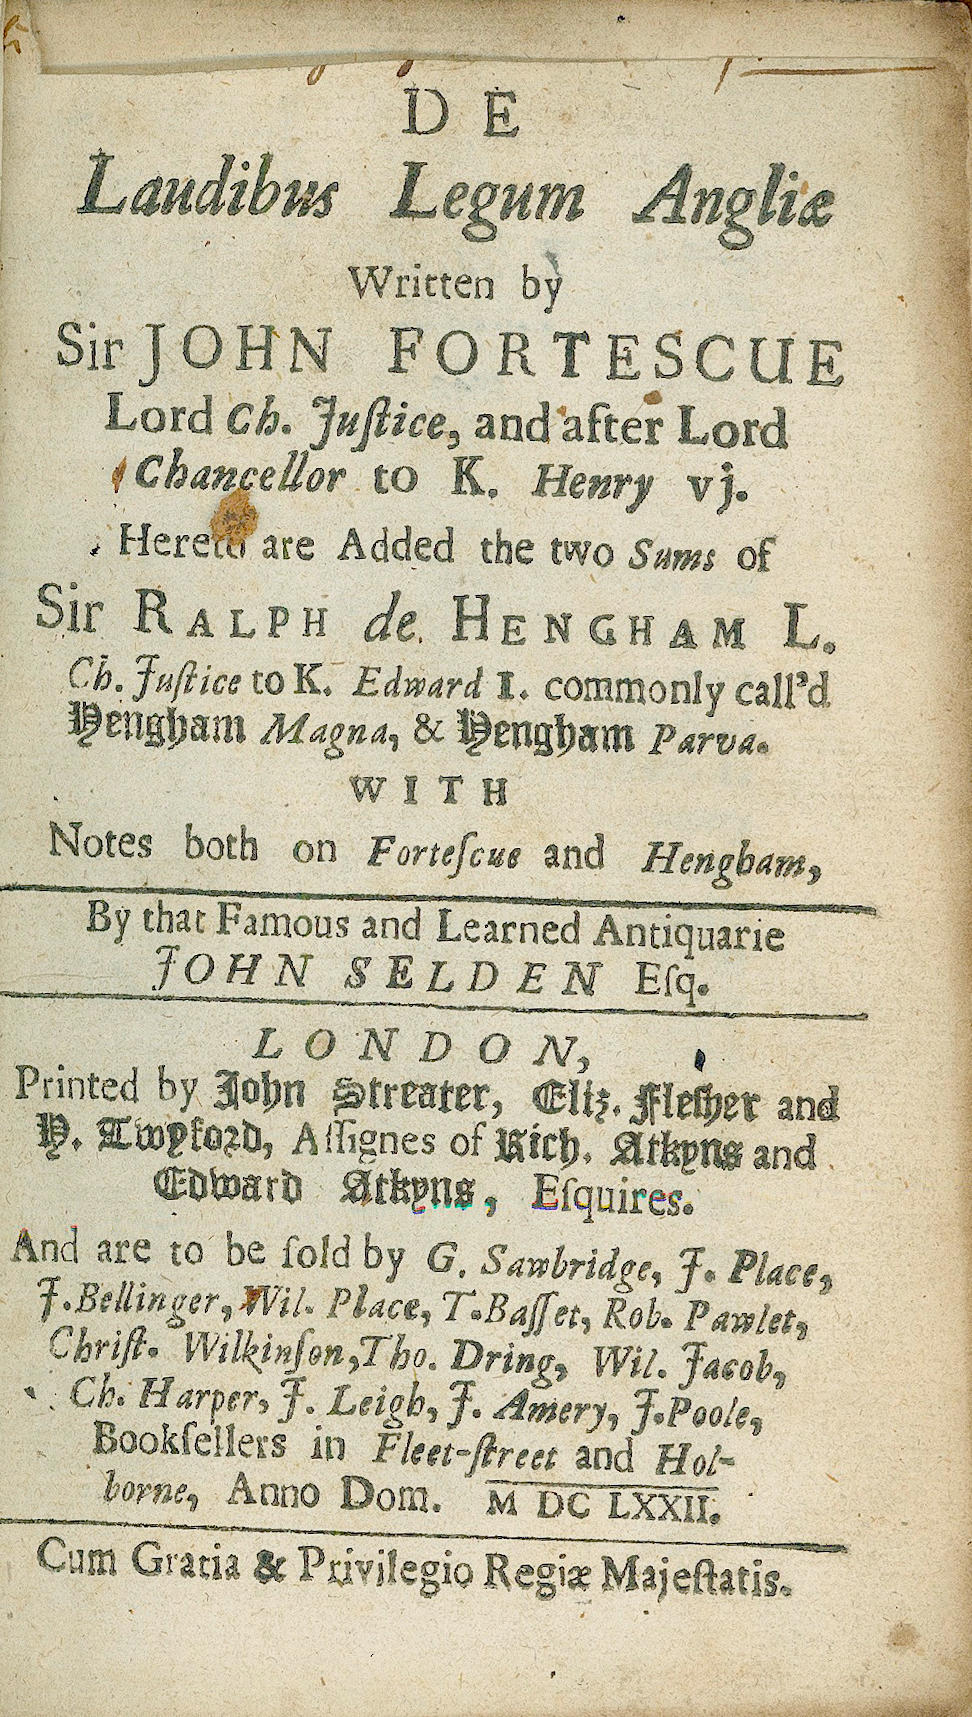 DE
Laudibus Legum Angliæ
Written by
Sir JOHN FORTESCUE
Lord Ch. Juſtice, and after Lord
Chancellor to K. Henry vj.
Hereto are Added the two Sums of
Sir RALPH de HENGHAM L.
Ch. Juſtice to K. Edward I. commonly call'd
Hengham Magna, & Hengham Parva.
WITH
Notes both on Forteſcue and Hengham,
By that Famous and Learned Antiquarie
JOHN SELDEN Eſq.
LONDON,
Printed by John Streater, Eliz. Fleſher and
H. Twyford, Aſſignes of Rich. Atkyns and
Edward Atkyns, Eſquires.
And are to be ſold by G. Sawbridge, J. Place,
J. Bellinger, Wil. Place, T. Baſſet, Rob. Pawlet,
Chriſt. Wilkinſon, Tho. Dring, Wil. Jacob,
Ch. Harper, J. Leigh, J. Amery, J. Poole,
Bookſellers in Fleet-ſtreet and Hol-
borne, Anno Dom. M DC LXXII.
Cum Gratia & Privilegio Regiæ Majeſtatis.